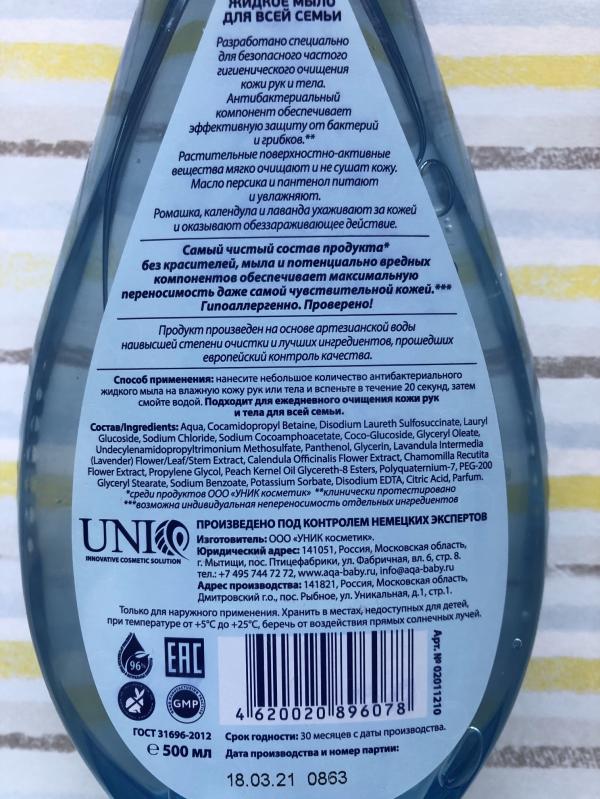 ЖИДКОЕ МЫЛО
ДЛЯ ВСЕЙ СЕМЬИ
Разработано специально
для безопасного частого
гигиенического очищения
кожи рук и тела.
Антибактериальный
компонент обеспечивает
эффективную защиту от бактерий
и грибков.**
Растительные поверхностно-активные
вещества мягко очищают и не сушат кожу.
Масло персика и пантенол питают
и увлажняют.
Ромашка, календула и лаванда ухаживают за кожей
и оказывают обеззараживающее действие.
Самый чистый состав продукта*
без красителей, мыла и потенциально вредных
компонентов обеспечивает максимальную
переносимость даже самой чувствительной кожей.***
Гипоаллергенно. Проверено!
Продукт произведен на основе артезианской воды
наивысшей степени очистки и лучших ингредиентов, прошедших
европейский контроль качества.
Способ применения: нанесите небольшое количество антибактериального
жидкого мыла на влажную кожу рук или тела и вспеньте в течение 20 секунд, затем
смойте водой. Подходит для ежедневного очищения кожи рук
и тела для всей семьи.
Состав/Ingredients: Aqua, Cocamidopropyl Betaine, Disodium Laureth Sulfosuccinate, Lauryl
Glucoside, Sodium Chloride, Sodium Cocoamphoacetate, Coco-Glucoside, Glyceryl Oleate,
Undecylenamidopropyltrimonium Methosulfate, Panthenol, Glycerin, Lavandula Intermedia
(Lavender) Flower/Leaf/Stem Extract, Calendula Officinalis Flower Extract, Chamomilla Recutita
Flower Extract, Propylene Glycol, Peach Kernel Oil Glycereth-8 Esters, Polyquaternium-7, PEG-200
Glyceryl Stearate, Sodium Benzoate, Potassium Sorbate, Disodium EDTA, Citric Acid, Parfum.
*среди продуктов ООО «УНИК косметик» **клинически протестировано
***возможна индивидуальная непереносимость отдельных ингредиентов
UNIQ
INNOVATIVE COSMETIC SOLUTION
ПРОИЗВЕДЕНО ПОД КОНТРОЛЕМ НЕМЕЦКИХ ЭКСПЕРТОВ
Изготовитель: ООО «УНИК косметик».
Юридический адрес: 141051, Россия, Московская область,
г. Мытищи, пос. Птицефабрики, ул. Фабричная, вл. 6, стр. 8.
тел.: +7 495 744 72 72, www.aqa-baby.ru, info@aqa-baby.ru
Адрес производства: 141821, Россия, Московская область,
Дмитровский г.о., пос. Рыбное, ул. Уникальная, д.1, стр.1.
Только для наружного применения. Хранить в местах, недоступных для детей,
при температуре от +5°С до +25°С, беречь от воздействия прямых солнечных лучей.
96%
EAC
GMP
4 620020 896078
Арт. № 02011210
ГОСТ 31696-2012
℮ 500 мл
Срок годности: 30 месяцев с даты производства.
Дата производства и номер партии:
18.03.21 0863